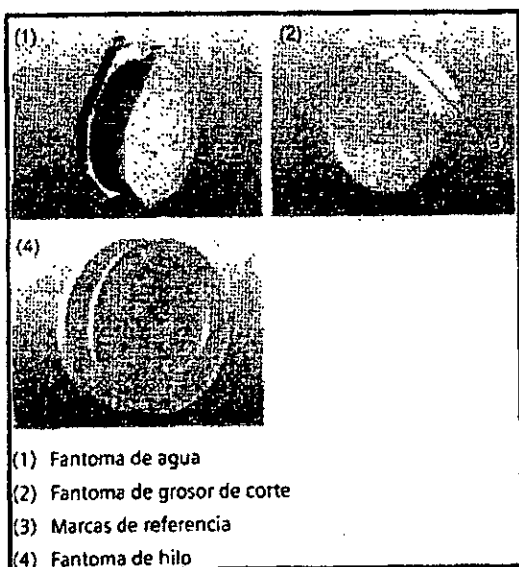 (1)
(2)
(3)
(4)
(1) Fantoma de agua
(2) Fantoma de grosor de corte
(3) Marcas de referencia
(4) Fantoma de hilo